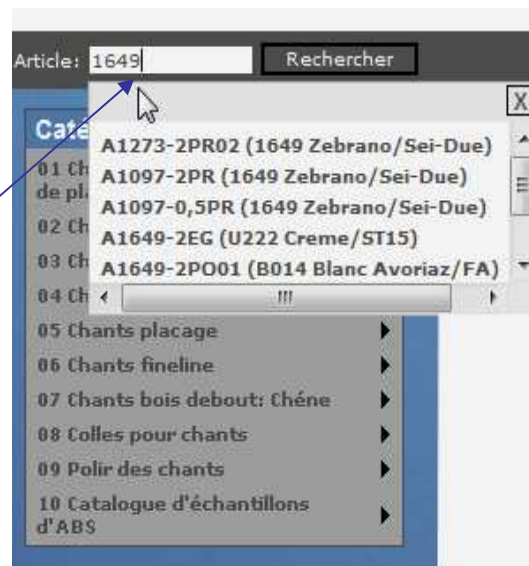 Article: 1649 Rechercher
X
Caté
A1273-2PR02 (1649 Zebrano/Sei-Due)
A1097-2PR (1649 Zebrano/Sei-Due)
A1097-0,5PR (1649 Zebrano/Sei-Due)
A1649-2EG (U222 Creme/ST15)
A1649-2PO01 (B014 Blanc Avoriaz/FA)
01 Ch
de pl
02 Ch
03 Ch
04 Ch
05 Chants placage
06 Chants fineline
07 Chants bois debout: Chéne
08 Colles pour chants
09 Polir des chants
10 Catalogue d'échantillons
d'ABS